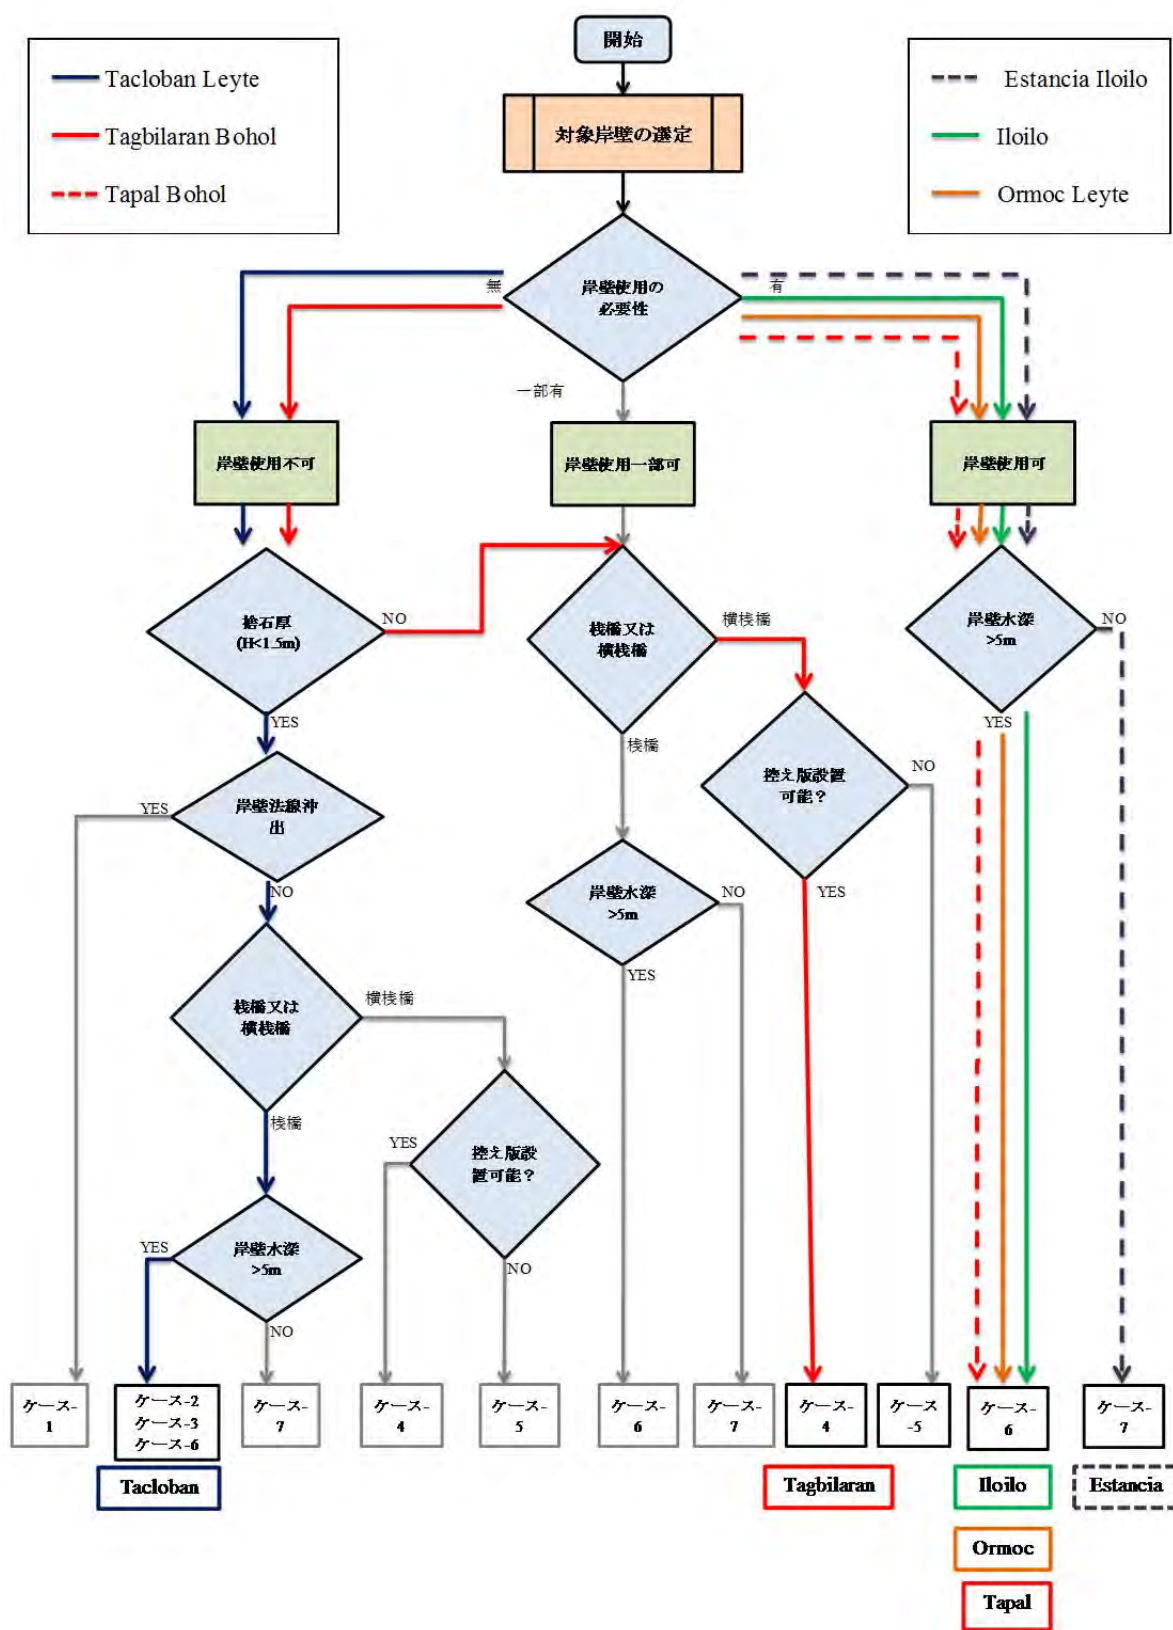 開始
Tacloban Leyte
Tagbilaran Bohol
Tapal Bohol
Estancia Iloilo
Iloilo
Ormoc Leyte
対象岸壁の選定
岸壁使用の
必要性
無
有
一部有
岸壁使用不可
岸壁使用一部可
岸壁使用可
捨石厚
(H<1.5m)
NO
YES
桟橋又は
横桟橋
横桟橋
桟橋
岸壁水深
>5m
NO
YES
控え版設置
可能？
NO
YES
岸壁法線沖
出
YES
NO
岸壁水深
>5m
NO
YES
桟橋又は
横桟橋
横桟橋
桟橋
控え版設
置可能？
YES
NO
岸壁水深
>5m
YES
NO
ケース-
1
ケース-2
ケース-3
ケース-6
ケース-
7
ケース-
4
ケース-
5
ケース-
6
ケース-
7
ケース-
4
ケース
-5
ケース-
6
ケース-
7
Tacloban
Tagbilaran
Iloilo
Estancia
Ormoc
Tapal